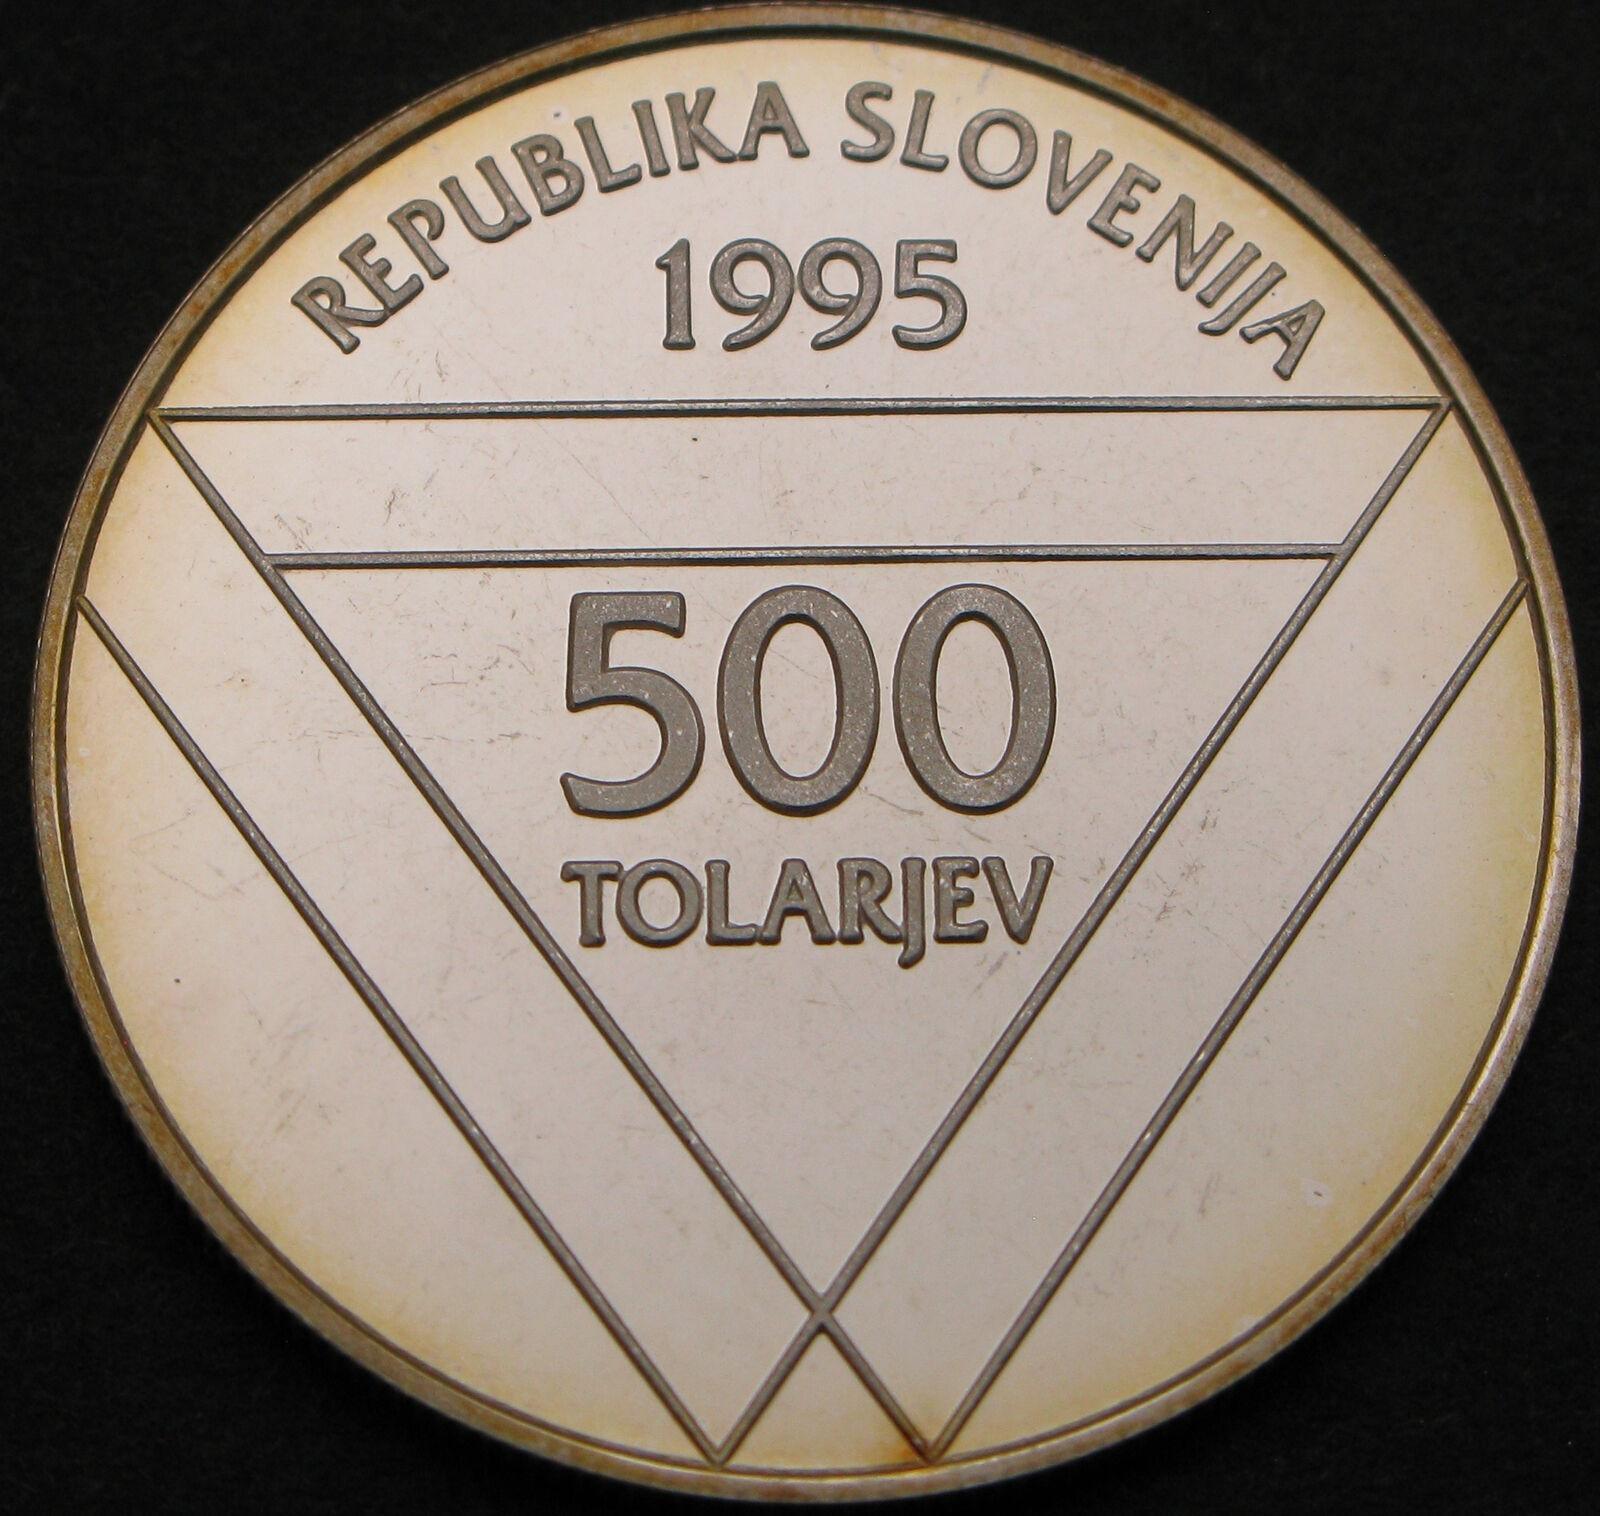 REPUBLIKA SLOVENIJA
1995
500
TOLARJEV